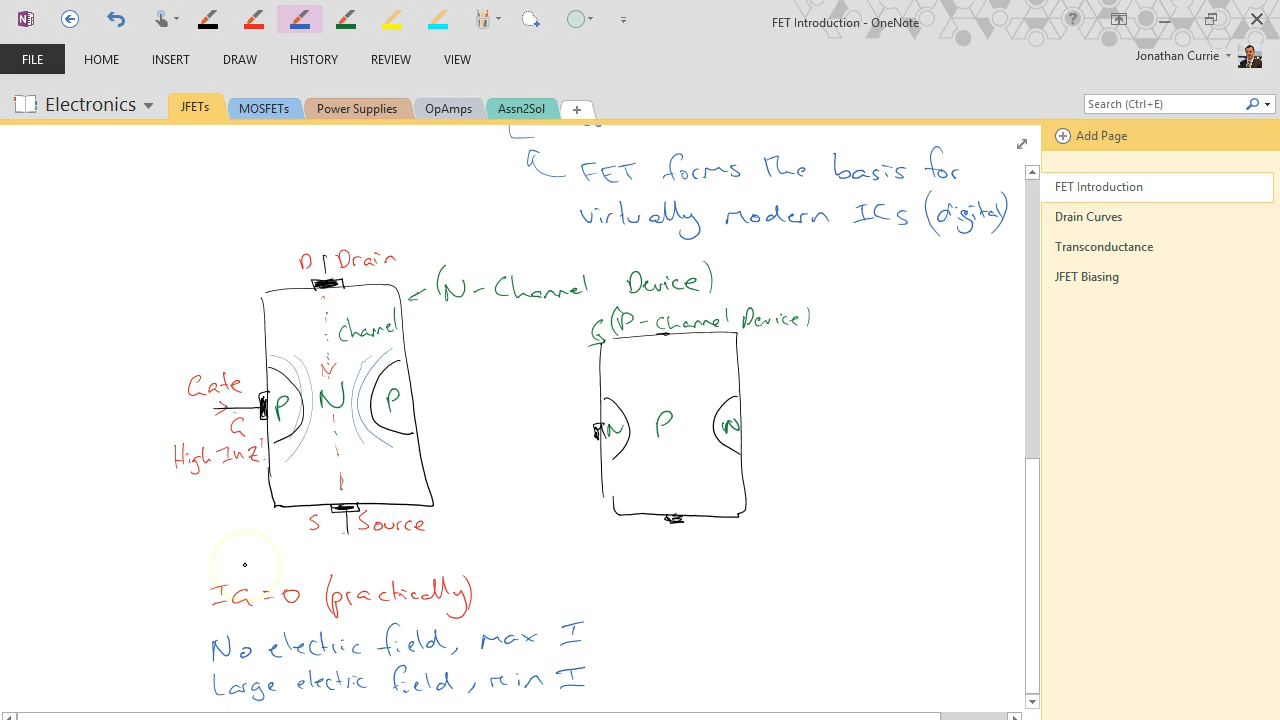 FET Introduction - OneNote
Jonathan Currie
FILE HOME INSERT DRAW HISTORY REVIEW VIEW
Electronics JFETs MOSFETs Power Supplies OpAmps Assn2Sol
Search (Ctrl+E)
Add Page
FET Introduction
Drain Curves
Transconductance
JFET Biasing
FET forms the basis for
virtually modern ICs (digital)
D Drain
(N-Channel Device)
channel
(P-channel Device)
G
N
Gate
P N P
G
High In Z!
N P N
S Source
IG = 0 (practically)
No electric field, max I
Large electric field, min I